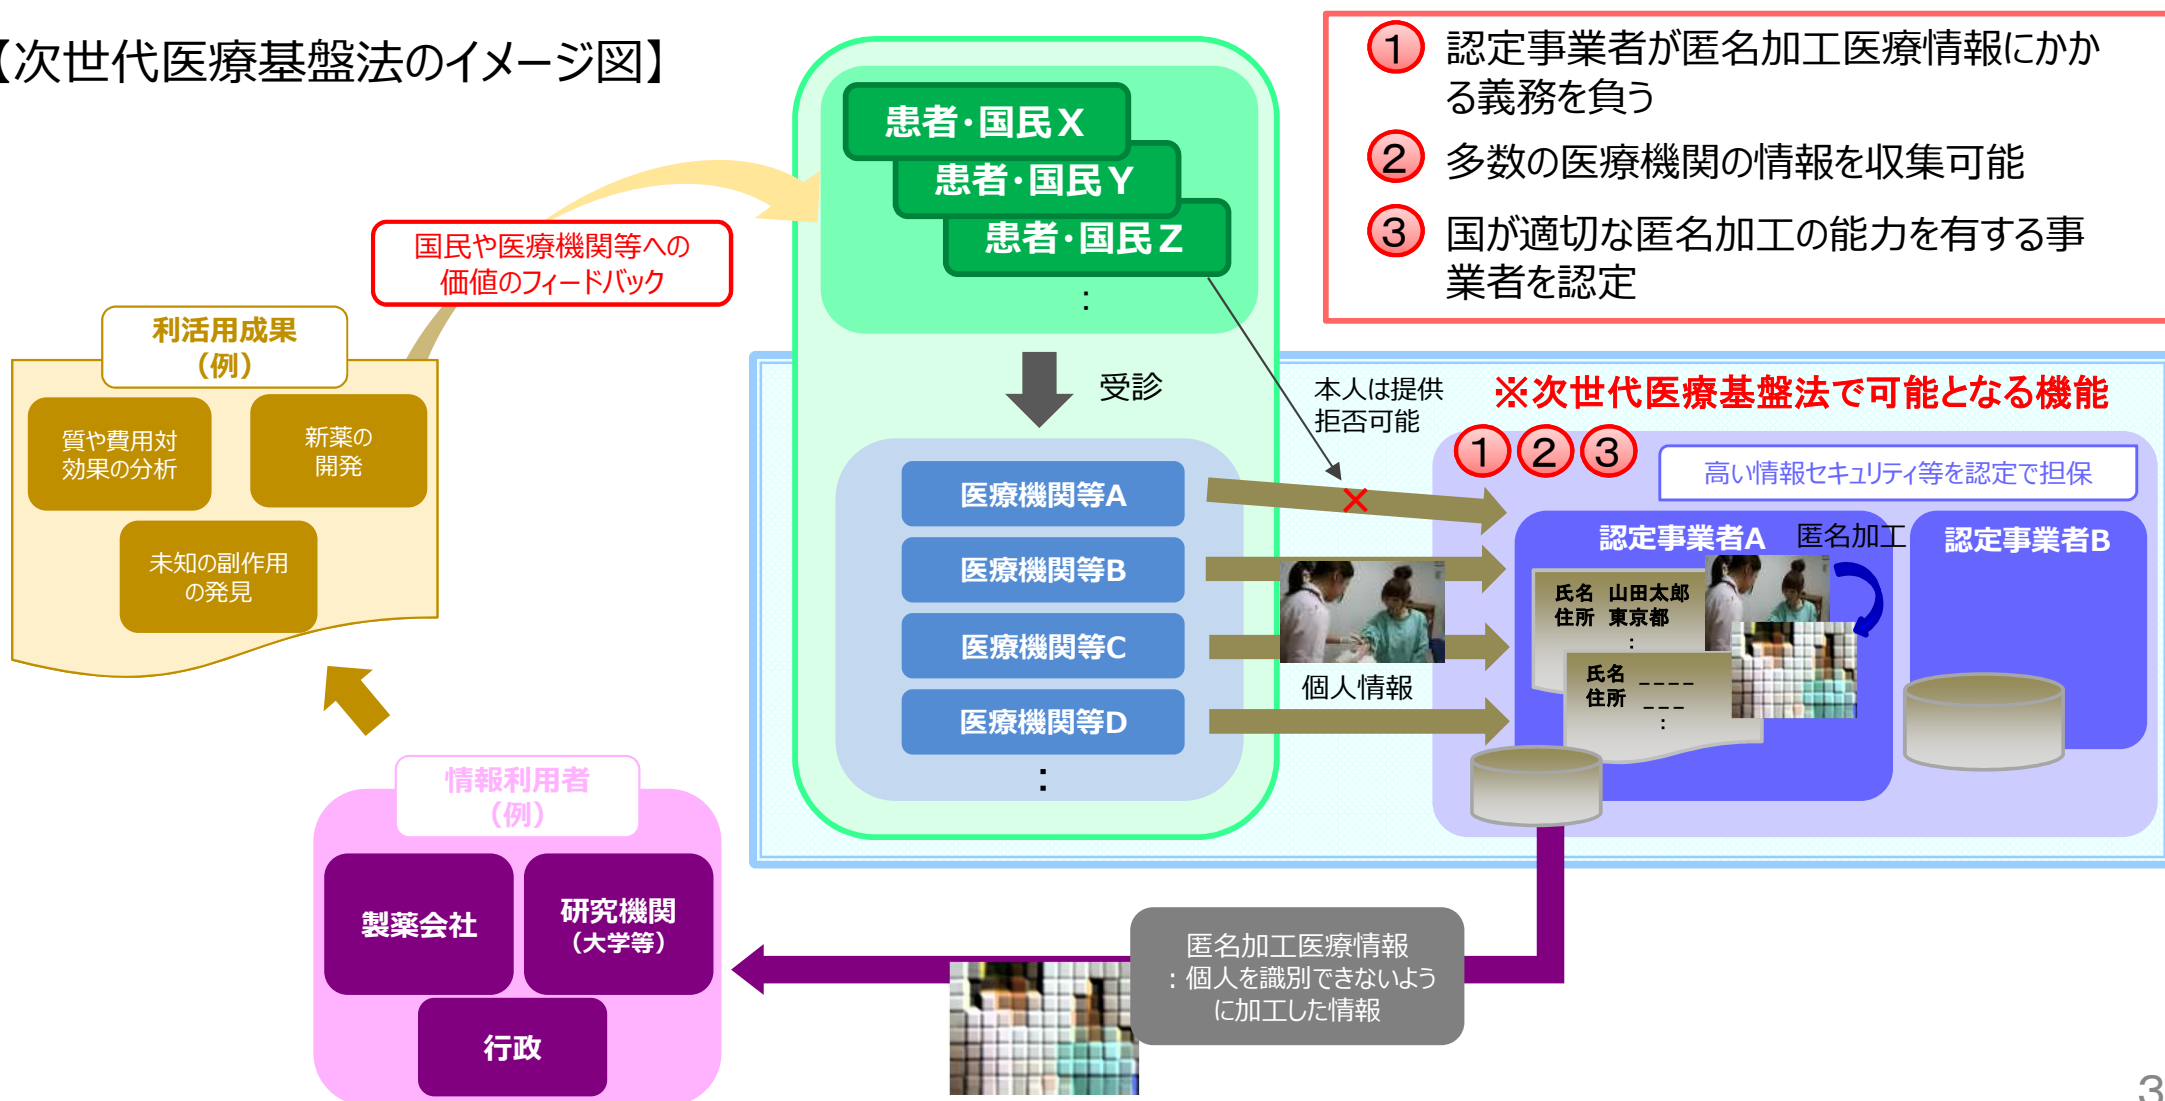 【次世代医療基盤法のイメージ図】
① 認定事業者が匿名加工医療情報にかか
る義務を負う
② 多数の医療機関の情報を収集可能
③ 国が適切な匿名加工の能力を有する事
業者を認定
患者・国民X
患者・国民Y
患者・国民Z
：
国民や医療機関等への
価値のフィードバック
利活用成果
（例）
質や費用対
効果の分析
新薬の
開発
未知の副作用
の発見
受診
本人は提供
拒否可能
※次世代医療基盤法で可能となる機能
①②③
高い情報セキュリティ等を認定で担保
医療機関等A
医療機関等B
医療機関等C
医療機関等D
：
個人情報
認定事業者A
匿名加工
認定事業者B
氏名 山田太郎
住所 東京都
：
氏名 ____
住所 ___
：
情報利用者
（例）
製薬会社
研究機関
（大学等）
行政
匿名加工医療情報
：個人を識別できないよう
に加工した情報
3